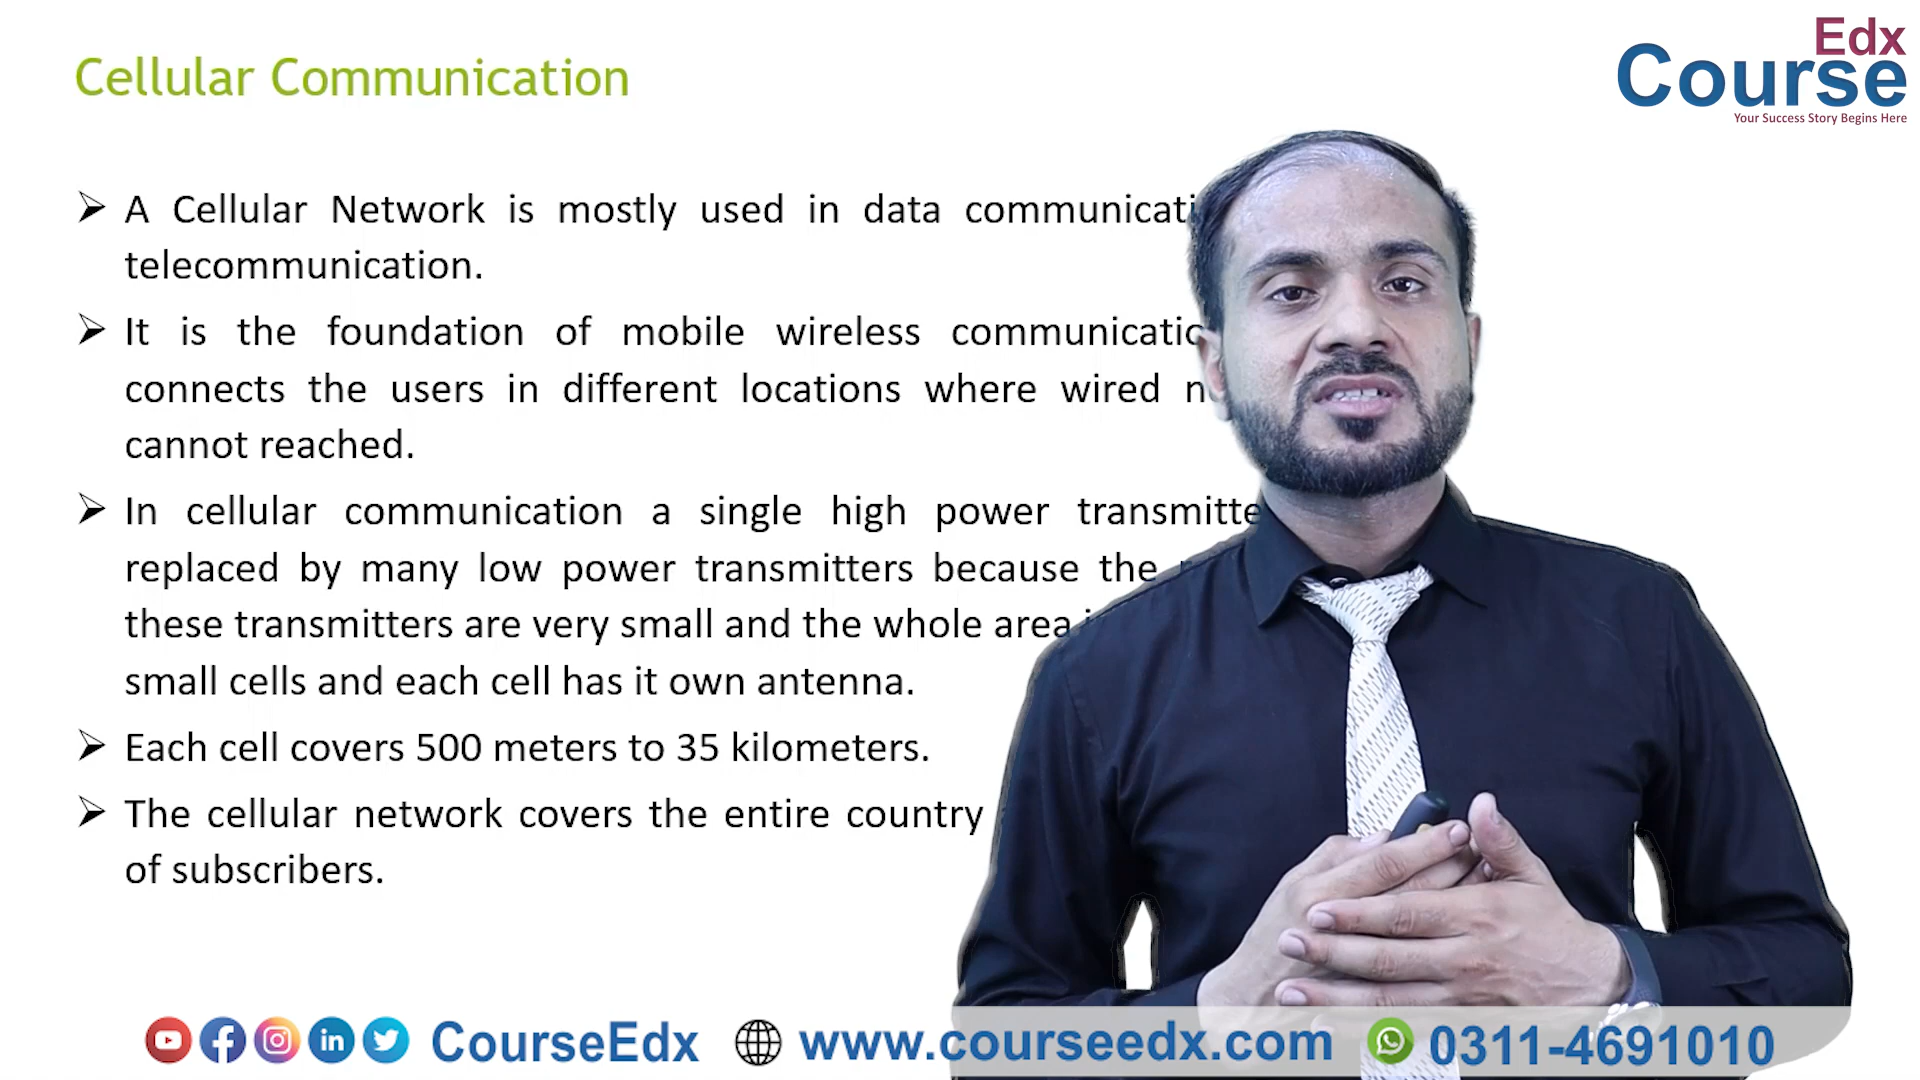 Cellular Communication
Edx
Course
Your Success Story Begins Here
➢ A Cellular Network is mostly used in data
telecommunication.
➢ It is the foundation of mobile wireless
connects the users in different locations where wired
cannot reached.
➢ In cellular communication a single high power
replaced by many low power transmitters because the
these transmitters are very small and the whole area
small cells and each cell has it own antenna.
➢ Each cell covers 500 meters to 35 kilometers.
➢ The cellular network covers the entire country
of subscribers.
CourseEdx www.courseedx.com 0311-4691010